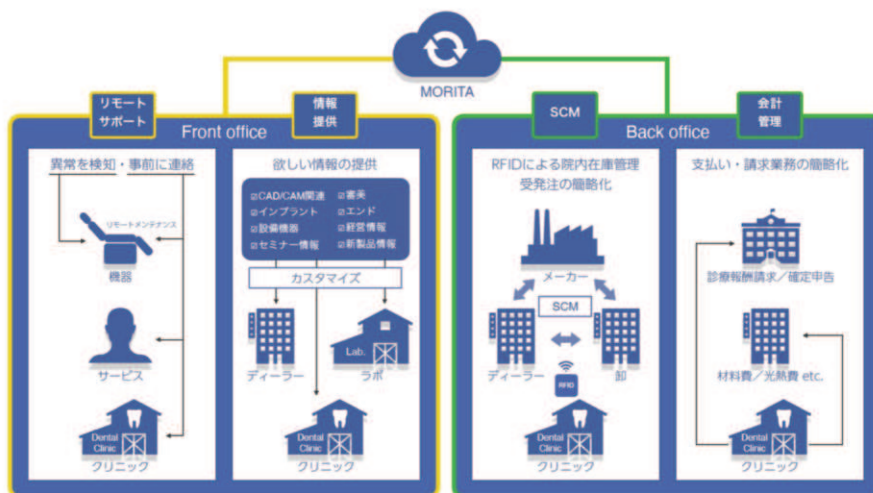 MORITA
リモート
サポート
情報
提供
Front office
異常を検知・事前に連絡
リモートメンテナンス
機器
サービス
Dental
Clinic
クリニック
欲しい情報の提供
☑CAD/CAM関連
☑審美
☑インプラント
☑エンド
☑設備機器
☑経営情報
☑セミナー情報
☑新製品情報
カスタマイズ
ディーラー
Lab.
ラボ
Dental
Clinic
クリニック
SCM
会計
管理
Back office
RFIDによる院内在庫管理
受発注の簡略化
メーカー
SCM
ディーラー
卸
RFID
Dental
Clinic
クリニック
支払い・請求業務の簡略化
診療報酬請求／確定申告
材料費／光熱費 etc.
Dental
Clinic
クリニック